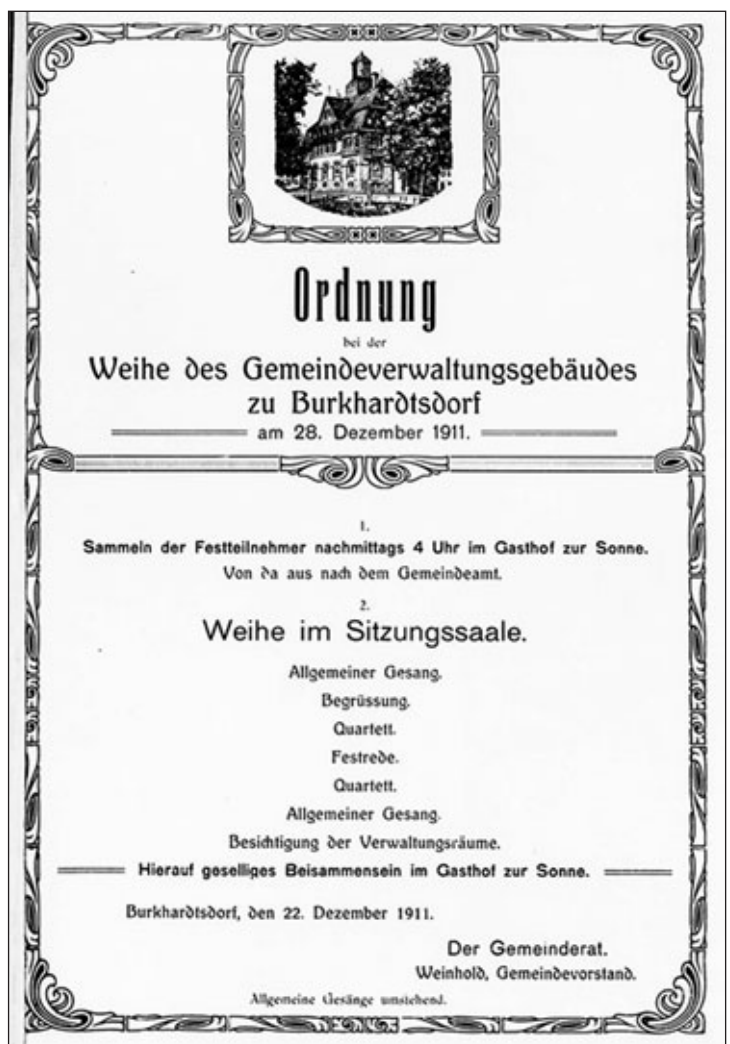 Ordnung
bei der
Weihe des Gemeindeverwaltungsgebäudes
zu Burkhardtsdorf
am 28. Dezember 1911.
1.
Sammeln der Festteilnehmer nachmittags 4 Uhr im Gasthof zur Sonne.
Von da aus nach dem Gemeindeamt.
2.
Weihe im Sitzungssaale.
Allgemeiner Gesang.
Begrüssung.
Quartett.
Festrede.
Quartett.
Allgemeiner Gesang.
Besichtigung der Verwaltungsräume.
Hierauf geselliges Beisammensein im Gasthof zur Sonne.
Burkhardtsdorf, den 22. Dezember 1911.
Der Gemeinderat.
Weinhold, Gemeindevorstand.
Allgemeine Gesänge umstehend.